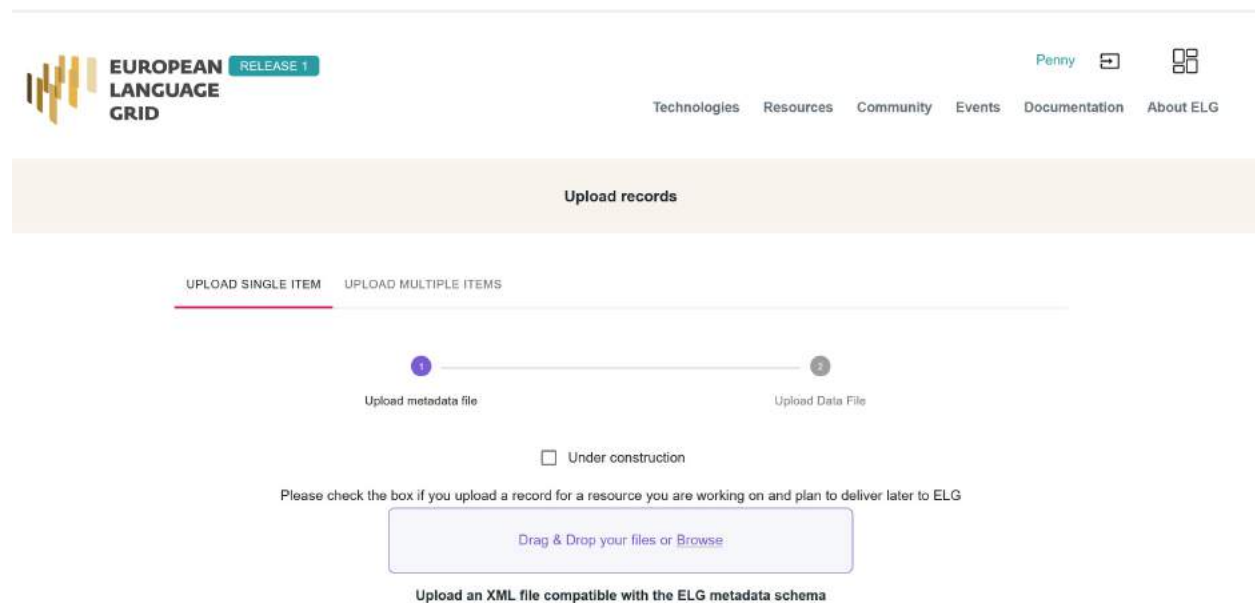 EUROPEAN
LANGUAGE
GRID
RELEASE 1
Penny
Technologies Resources Community Events Documentation About ELG
Upload records
UPLOAD SINGLE ITEM UPLOAD MULTIPLE ITEMS
1 2
Upload metadata file Upload Data File
Under construction
Please check the box if you upload a record for a resource you are working on and plan to deliver later to ELG
Drag & Drop your files or Browse
Upload an XML file compatible with the ELG metadata schema